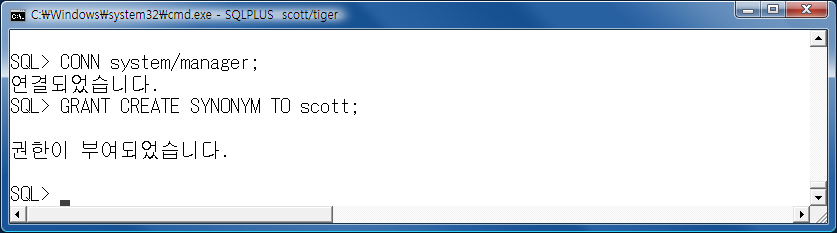 C:\Windows\system32\cmd.exe - SQLPLUS scott/tiger
SQL> CONN system/manager;
연결되었습니다.
SQL> GRANT CREATE SYNONYM TO scott;
권한이 부여되었습니다.
SQL>